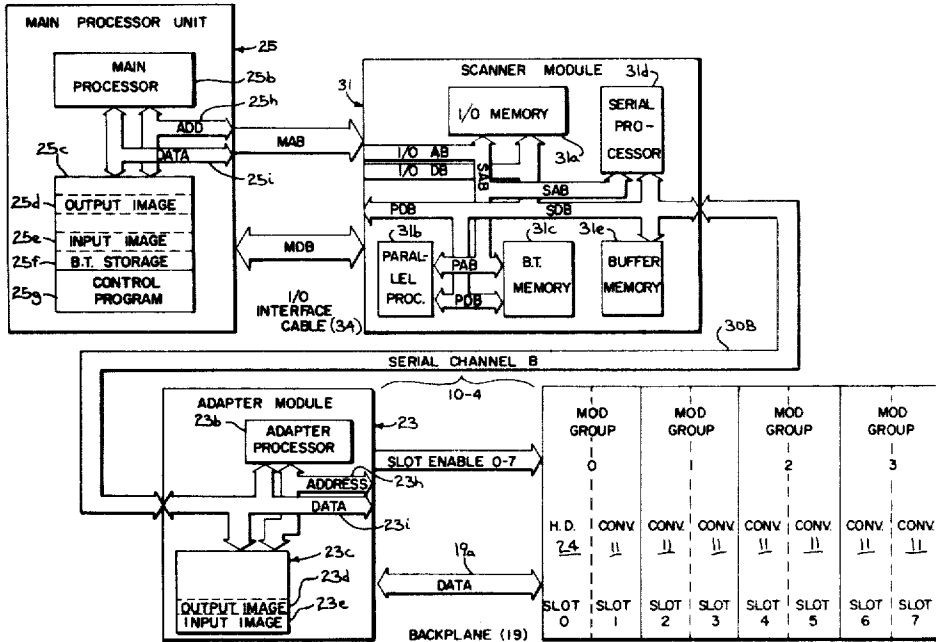 MAIN PROCESSOR UNIT
25
MAIN
PROCESSOR
25b
25h
ADD
DATA
25c
25i
25d
OUTPUT IMAGE
25e
INPUT IMAGE
25f
B.T. STORAGE
25g
CONTROL
PROGRAM
MAB
MDB
I/O
INTERFACE
CABLE (34)
SCANNER MODULE
31
I/O MEMORY
31a
31d
SERIAL
PRO-
CESSOR
I/O AB
I/O DB
SAB
SAB
PDB
SDB
31b
PARAL-
LEL
PROC.
PAB
PDB
31c
B.T.
MEMORY
31e
BUFFER
MEMORY
30B
SERIAL CHANNEL B
ADAPTER MODULE
23
23b
ADAPTER
PROCESSOR
10-4
SLOT ENABLE 0-7
ADDRESS
23h
DATA
23i
23c
23d
OUTPUT IMAGE
INPUT IMAGE
23e
19a
DATA
BACKPLANE (19)
MOD GROUP 0
MOD GROUP 1
MOD GROUP 2
MOD GROUP 3
H.D. CONV. CONV. CONV. CONV. CONV. CONV. CONV.
24 11 11 11 11 11 11 11
SLOT SLOT SLOT SLOT SLOT SLOT SLOT SLOT
0 1 2 3 4 5 6 7